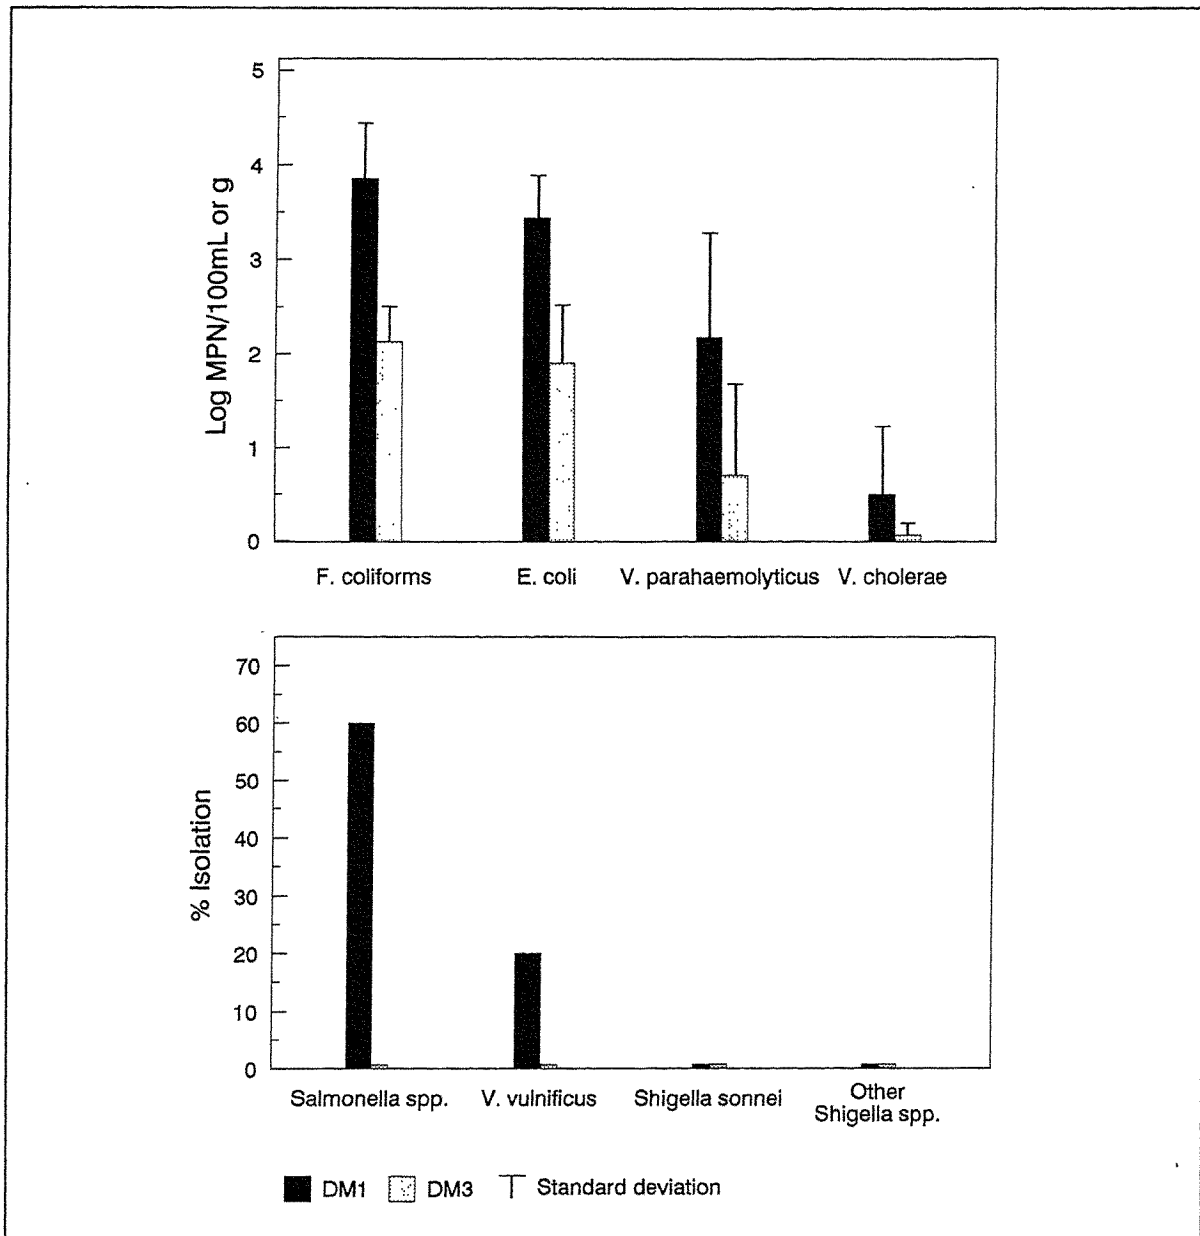 Log MPN/100mL or g
5
4
3
2
1
0
F. coliforms E. coli V. parahaemolyticus V. cholerae
% Isolation
70
60
50
40
30
20
10
0
Salmonella spp. V. vulnificus Shigella sonnei Other
Shigella spp.
DM1 DM3 Standard deviation